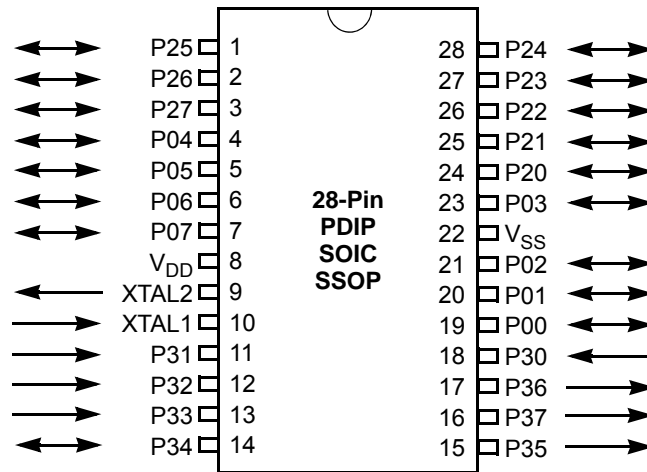 P25 1 28 P24
P26 2 27 P23
P27 3 26 P22
P04 4 25 P21
P05 5 24 P20
P06 6 28-Pin 23 P03
P07 7 PDIP 22 VSS
VDD 8 SOIC 21 P02
XTAL2 9 SSOP 20 P01
XTAL1 10 19 P00
P31 11 18 P30
P32 12 17 P36
P33 13 16 P37
P34 14 15 P35